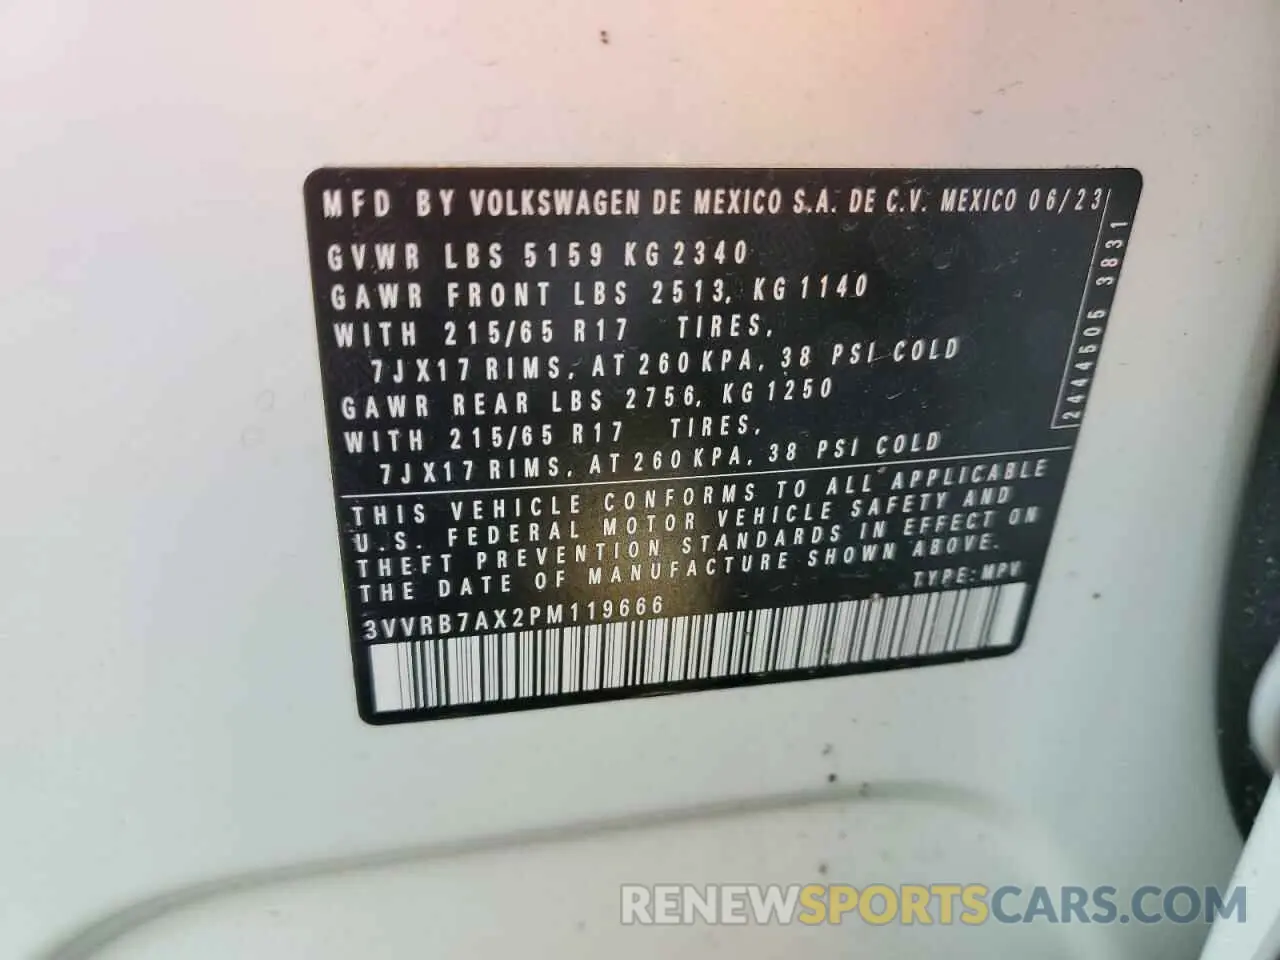 MFD BY VOLKSWAGEN DE MEXICO S.A. DE C.V. MEXICO 06/23
GVWR LBS 5159 KG 2340
GAWR FRONT LBS 2513, KG 1140
WITH 215/65 R17 TIRES,
7JX17 RIMS, AT 260 KPA, 38 PSI COLD
GAWR REAR LBS 2756, KG 1250
WITH 215/65 R17 TIRES,
7JX17 RIMS, AT 260 KPA, 38 PSI COLD
2444505 3831
THIS VEHICLE CONFORMS TO ALL APPLICABLE
U.S. FEDERAL MOTOR VEHICLE SAFETY AND
THEFT PREVENTION STANDARDS IN EFFECT ON
THE DATE OF MANUFACTURE SHOWN ABOVE.
3VVRB7AX2PM119666 TYPE: MPV
RENEWSPORTSCARS.COM